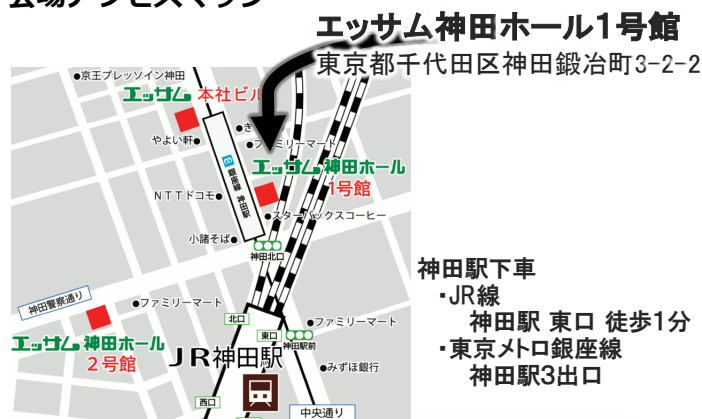 会場アクセスマップ
エッサム神田ホール1号館
東京都千代田区神田鍛冶町3-2-2
●京王プレッソイン神田
エッサム 本社ビル
やよい軒●
●き
●ファミリーマート
エッサム 神田ホール
1号館
E 銀座線 神田駅
NTTドコモ●
●スターバックスコーヒー
小諸そば●
神田北口
神田警察通り
●ファミリーマート
エッサム 神田ホール
2号館
北口
東口
神田駅前
●ファミリーマート
JR神田駅
●みずほ銀行
西口
中央通り
神田駅下車
・JR線
神田駅 東口 徒歩1分
・東京メトロ銀座線
神田駅3出口